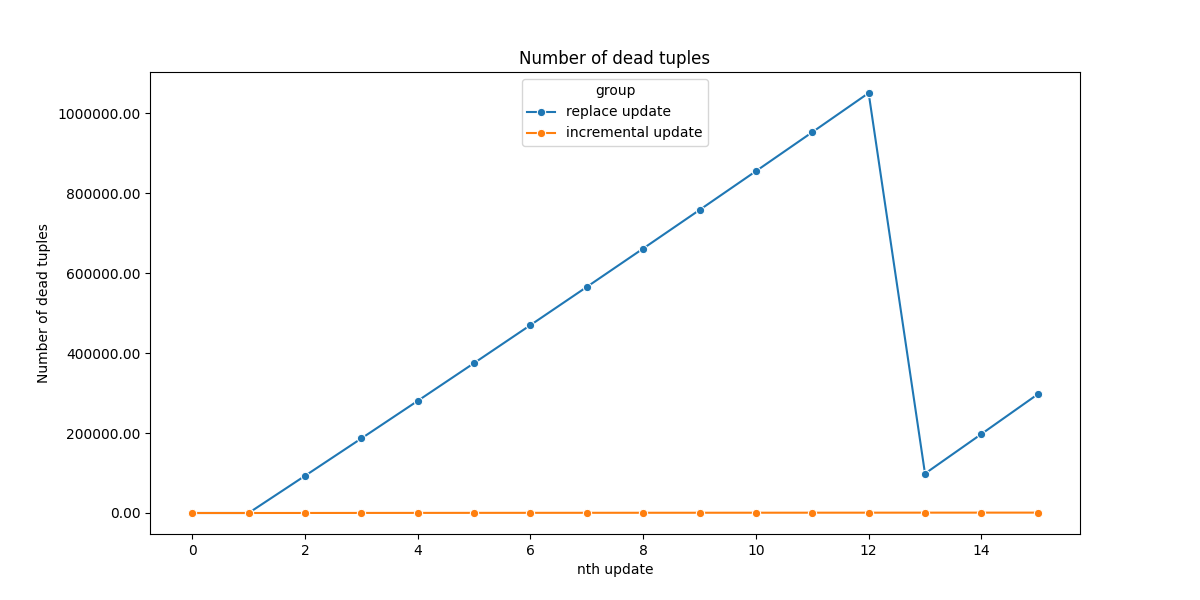 Number of dead tuples
group
replace update
incremental update
Number of dead tuples
1000000.00
800000.00
600000.00
400000.00
200000.00
0.00
0 2 4 6 8 10 12 14
nth update